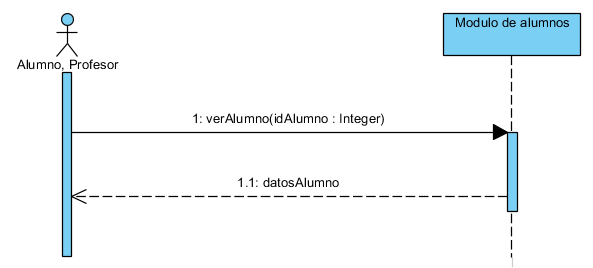 Modulo de alumnos
Alumno, Profesor
1: verAlumno(idAlumno : Integer)
1.1: datosAlumno